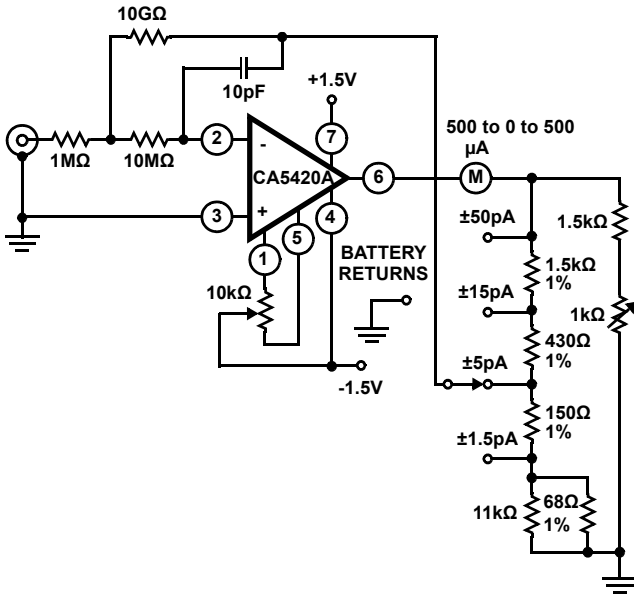 10GΩ
10pF
+1.5V
500 to 0 to 500
µA
1MΩ
10MΩ
2
-
7
CA5420A
6
M
3
+
4
5
1
±50pA
1.5kΩ
1.5kΩ
1%
BATTERY
RETURNS
10kΩ
±15pA
1kΩ
430Ω
1%
±5pA
-1.5V
150Ω
1%
±1.5pA
11kΩ
68Ω
1%